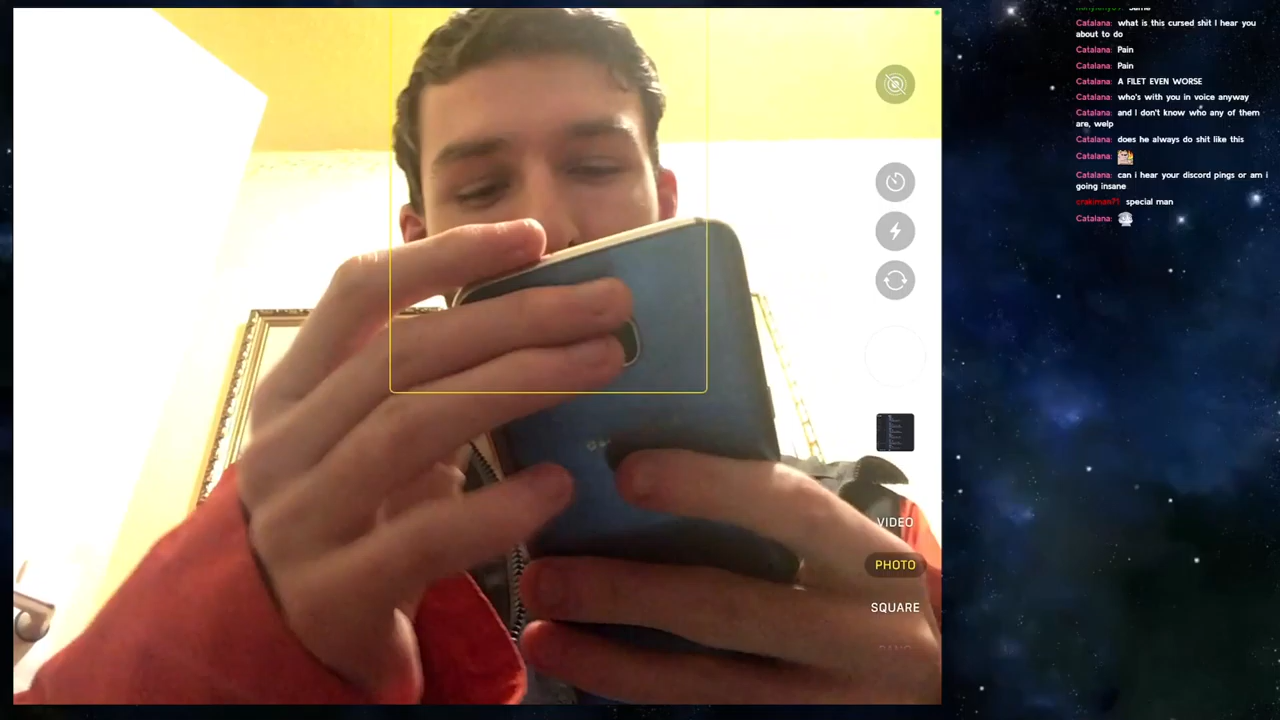 Catalana: what is this cursed shit I hear you
about to do
Catalana: Pain
Catalana: Pain
Catalana: A FILET EVEN WORSE
Catalana: who's with you in voice anyway
Catalana: and I don't know who any of them
are, welp
Catalana: does he always do shit like this
Catalana:
Catalana: can i hear your discord pings or am i
going insane
crakiman71 special man
Catalana:
VIDEO
PHOTO
SQUARE